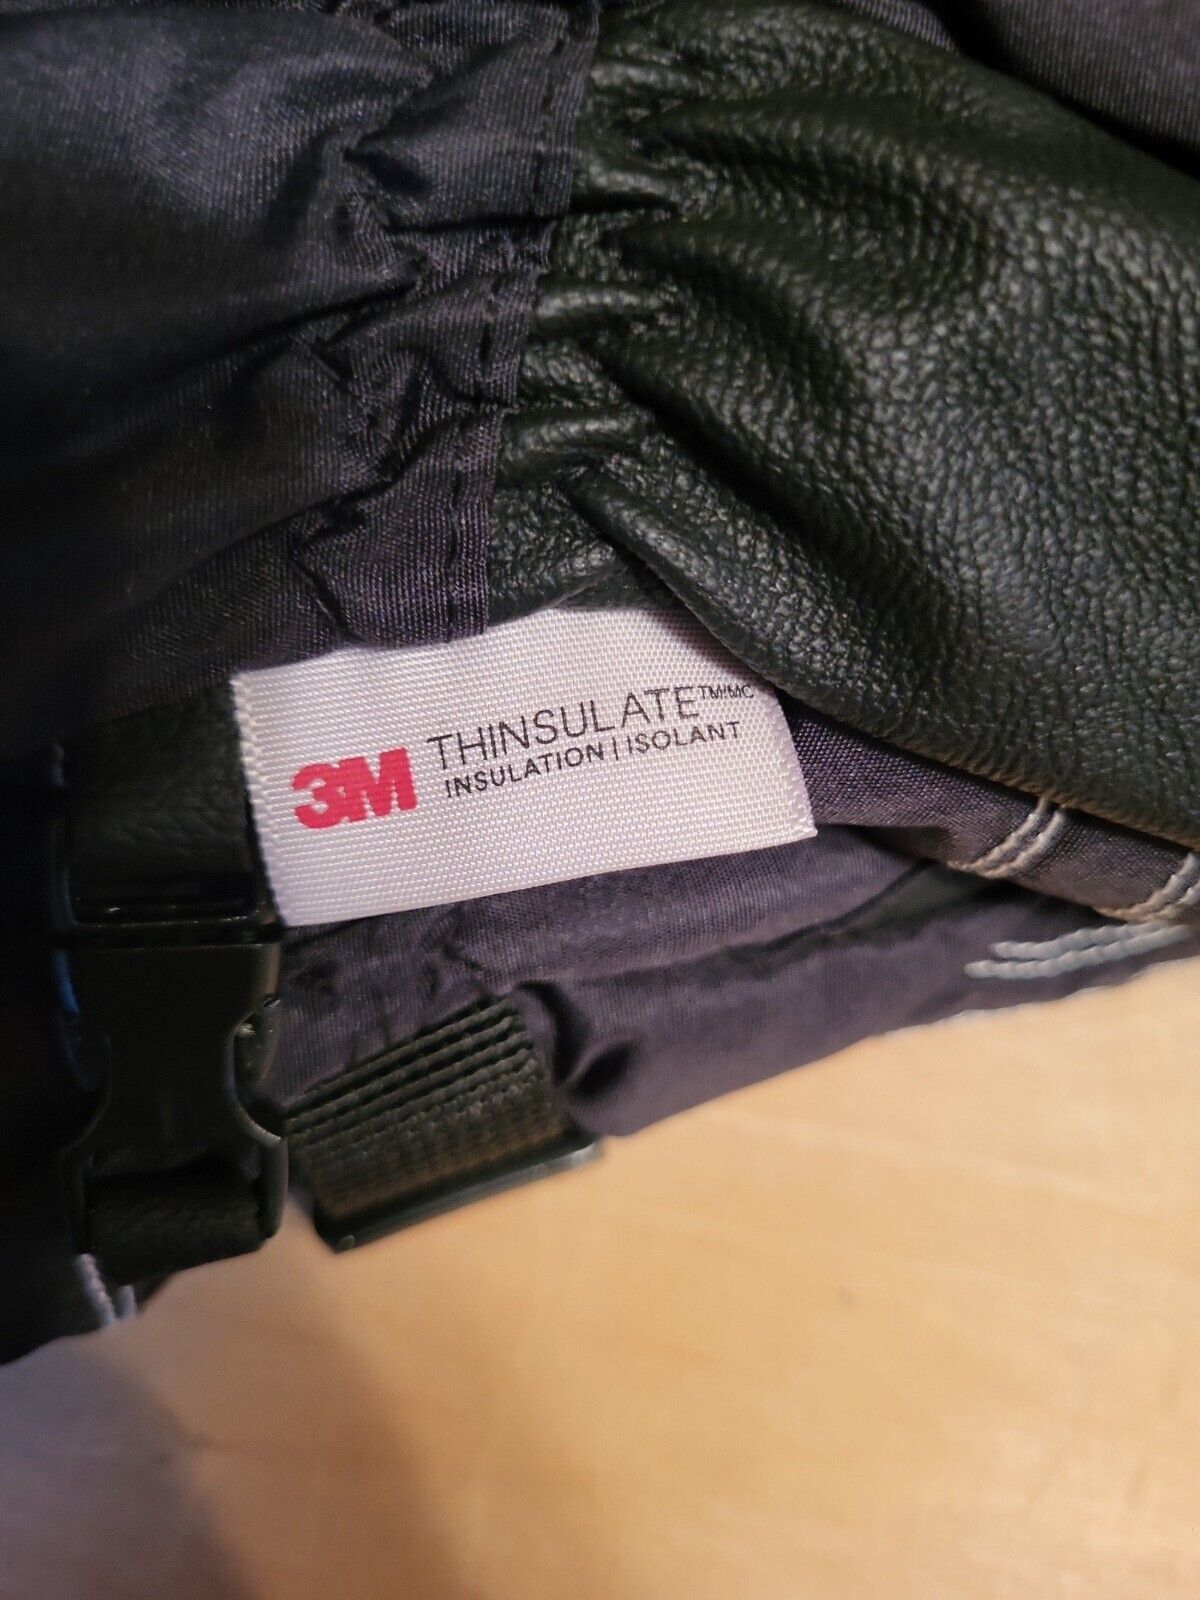 3M THINSULATE™/MC
INSULATION | ISOLANT